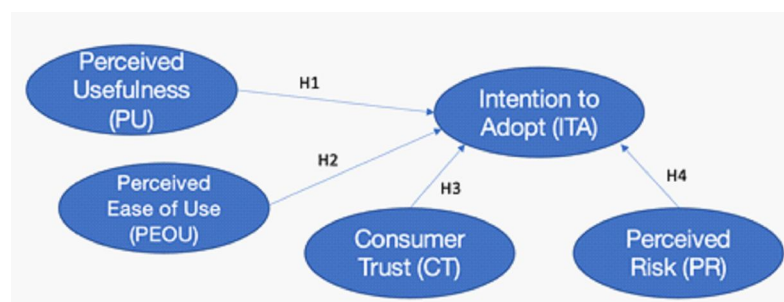 Perceived
Usefulness
(PU)
H1
Intention to
Adopt (ITA)
Perceived
Ease of Use
(PEOU)
H2
H3
H4
Consumer
Trust (CT)
Perceived
Risk (PR)